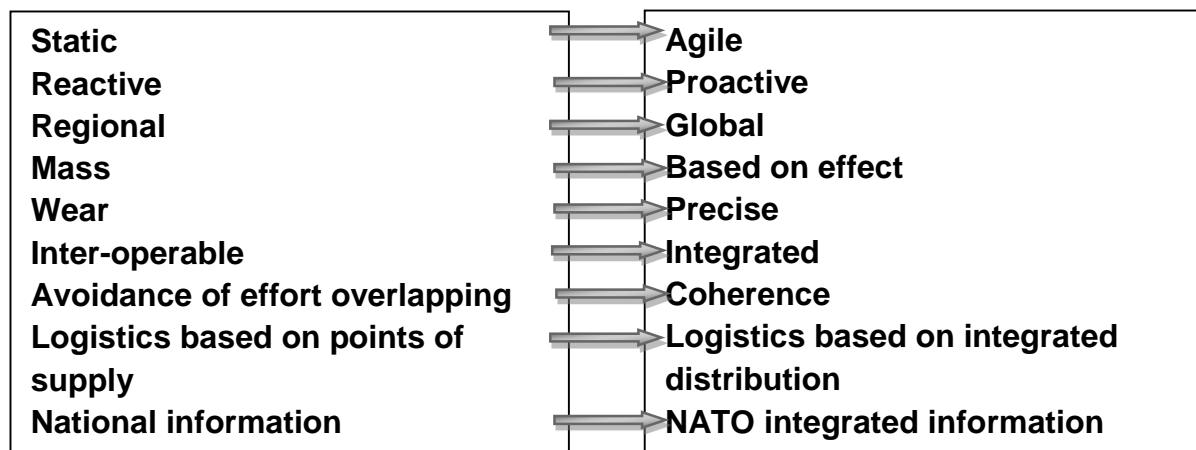 Static
Reactive
Regional
Mass
Wear
Inter-operable
Avoidance of effort overlapping
Logistics based on points of
supply
National information
Agile
Proactive
Global
Based on effect
Precise
Integrated
Coherence
Logistics based on integrated
distribution
NATO integrated information